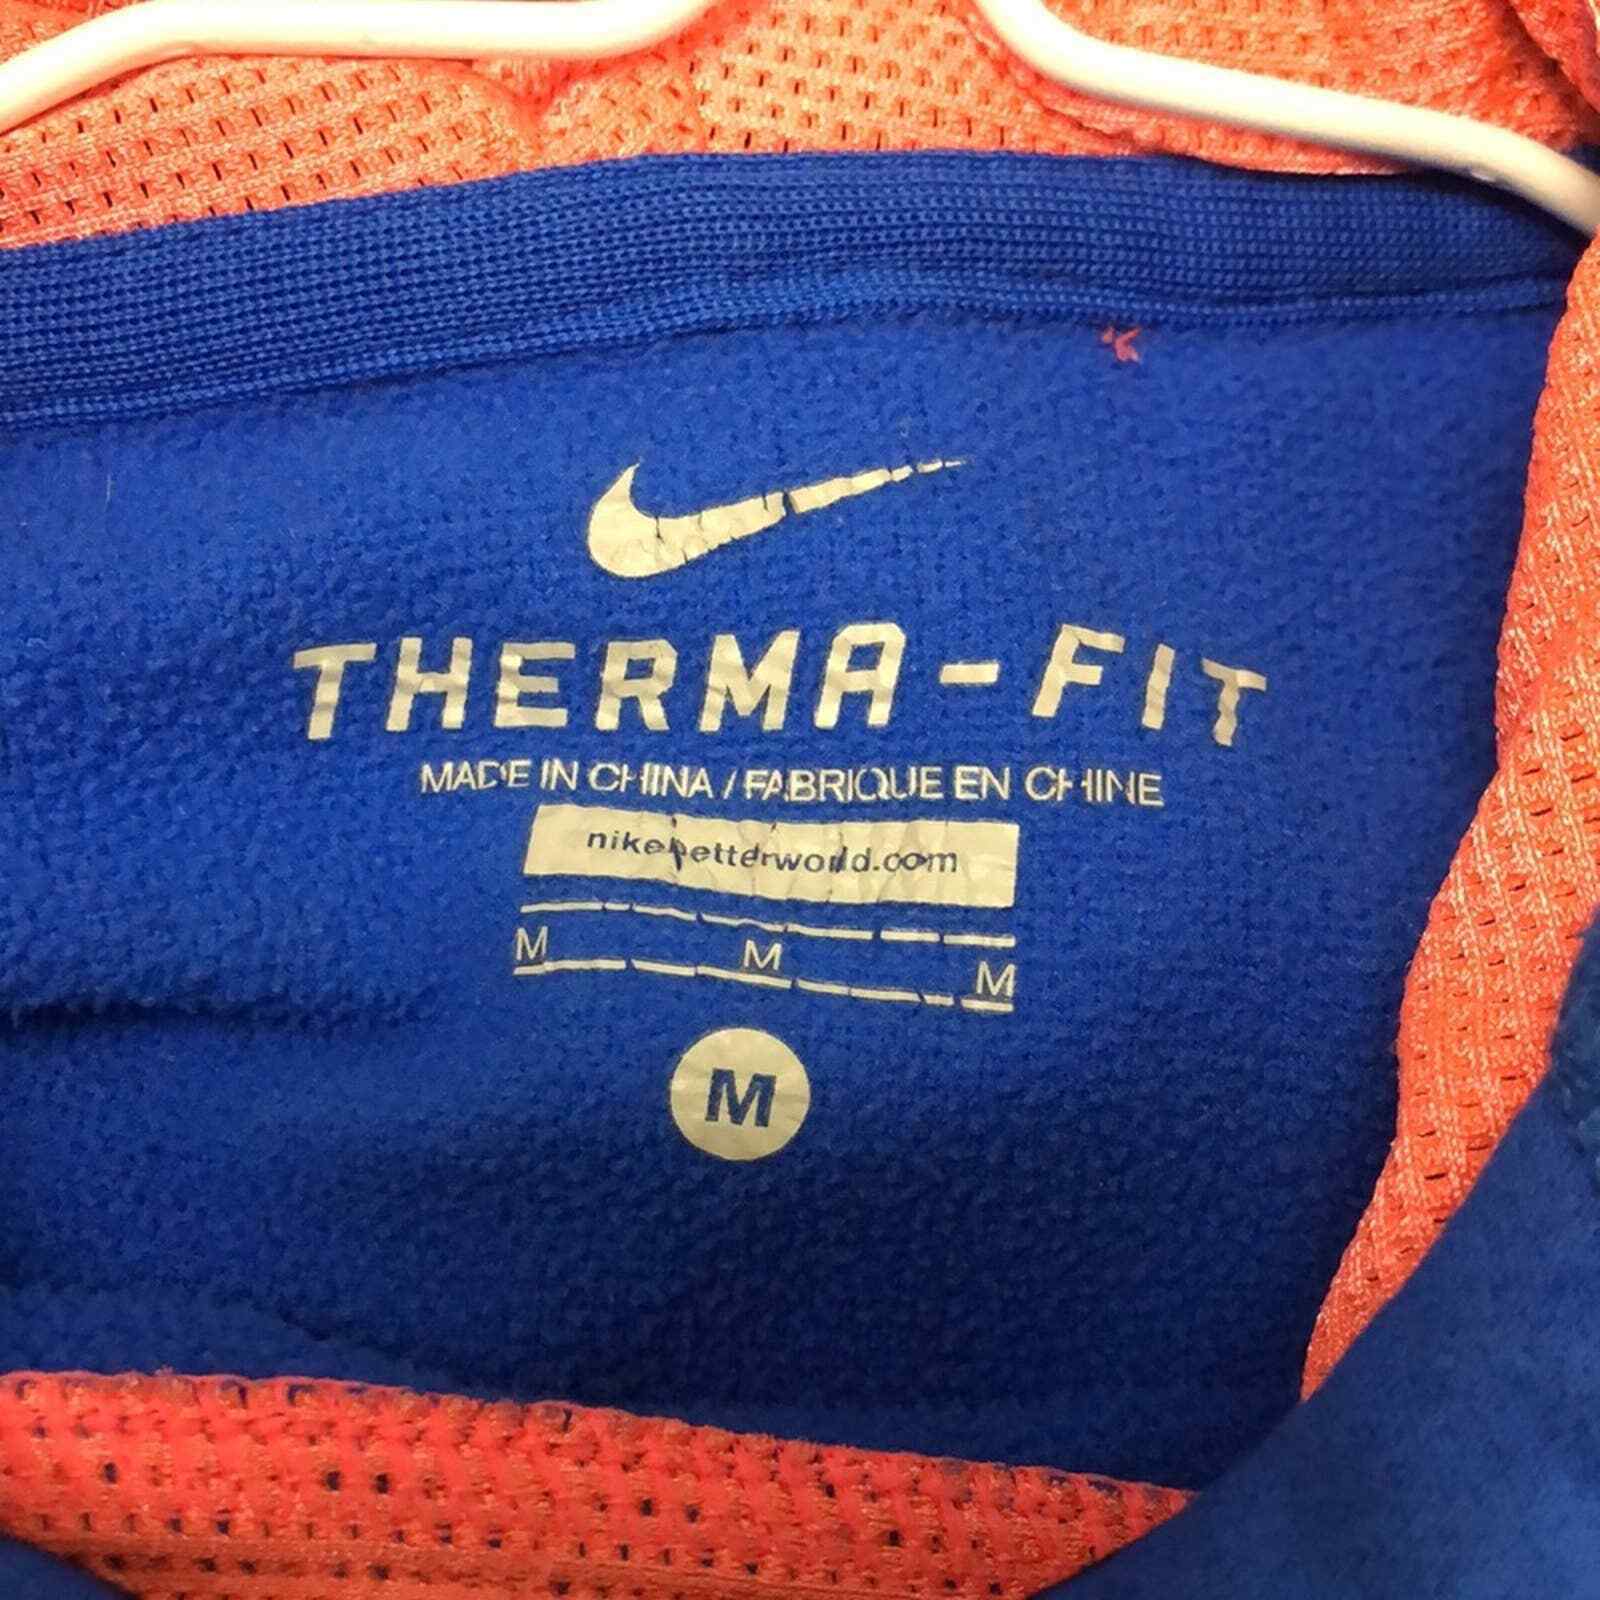 THERMA-FIT
MADE IN CHINA / FABRIQUE EN CHINE
nikebetterworld.com
M M M
M